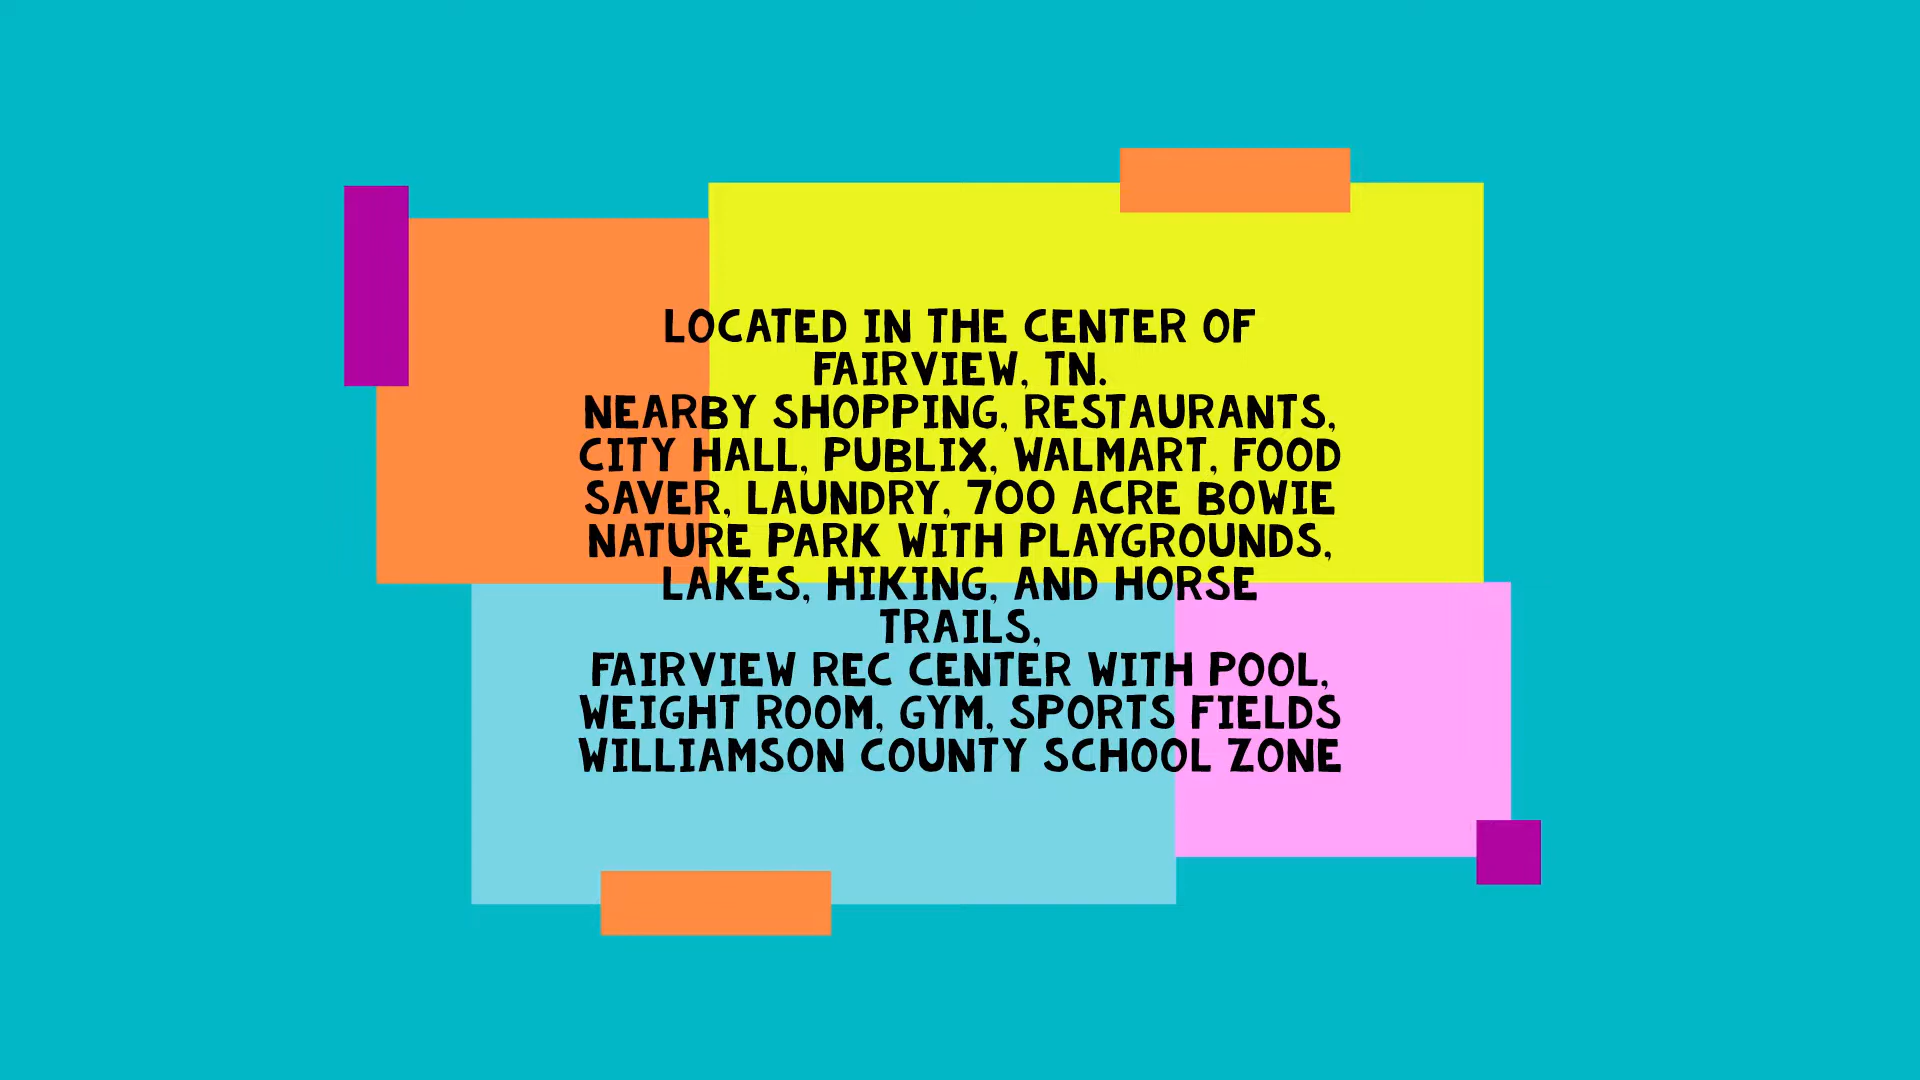 LOCATED IN THE CENTER OF
FAIRVIEW, TN.
NEARBY SHOPPING, RESTAURANTS,
CITY HALL, PUBLIX, WALMART, FOOD
SAVER, LAUNDRY, 700 ACRE BOWIE
NATURE PARK WITH PLAYGROUNDS,
LAKES, HIKING, AND HORSE
TRAILS,
FAIRVIEW REC CENTER WITH POOL,
WEIGHT ROOM, GYM, SPORTS FIELDS
WILLIAMSON COUNTY SCHOOL ZONE